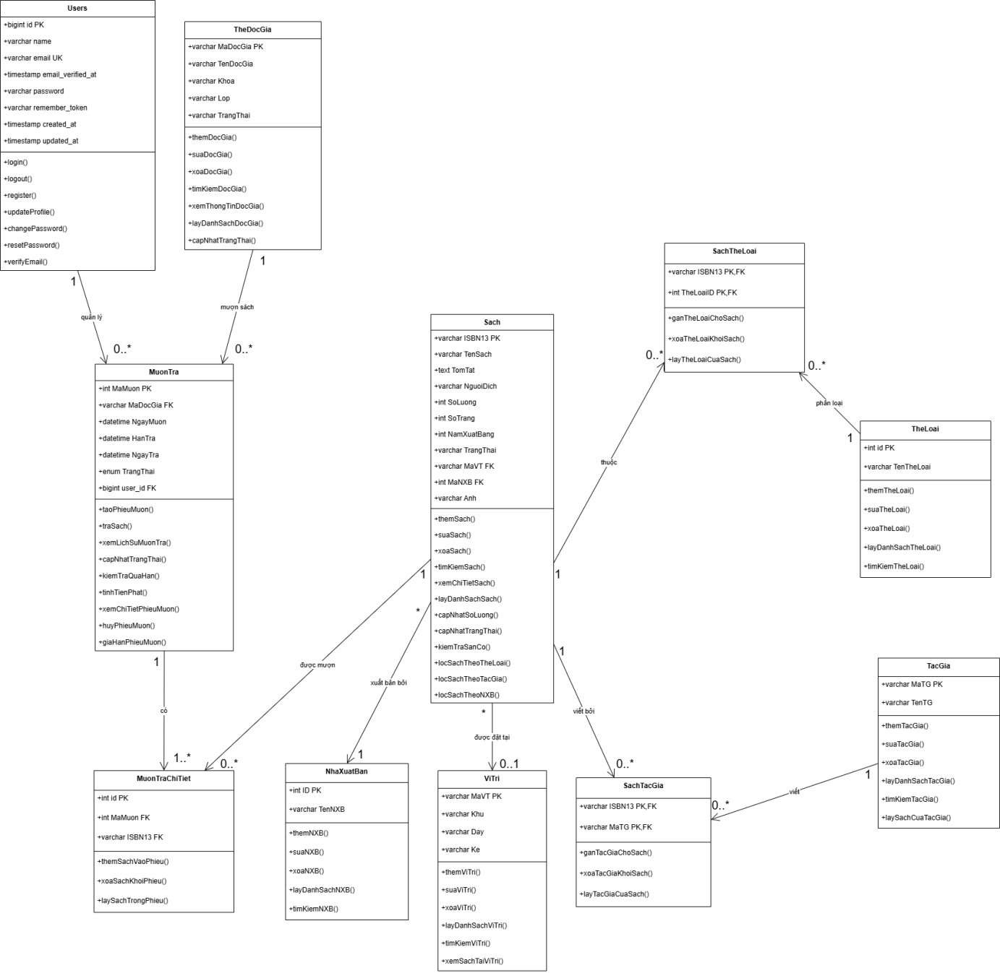 Users
+bigint id PK
+varchar name
+varchar email UK
+timestamp email_verified_at
+varchar password
+varchar remember_token
+timestamp created_at
+timestamp updated_at
+login()
+logout()
+register()
+updateProfile()
+changePassword()
+resetPassword()
+verifyEmail()
1
quản lý
0..*
TheDocGia
+varchar MaDocGia PK
+varchar TenDocGia
+varchar Khoa
+varchar Lop
+varchar TrangThai
+themDocGia()
+suaDocGia()
+xoaDocGia()
+timKiemDocGia()
+xemThongTinDocGia()
+layDanhSachDocGia()
+capNhatTrangThai()
1
mượn sách
0..*
MuonTra
+int MaMuon PK
+varchar MaDocGia FK
+datetime NgayMuon
+datetime HanTra
+datetime NgayTra
+enum TrangThai
+bigint user_id FK
+taoPhieuMuon()
+traSach()
+xemLichSuMuonTra()
+capNhatTrangThai()
+kiemTraQuaHan()
+tinhTienPhat()
+xemChiTietPhieuMuon()
+huyPhieuMuon()
+giaHanPhieuMuon()
1
có
1..*
Sach
+varchar ISBN13 PK
+varchar TenSach
+text TomTat
+varchar NguoiDich
+int SoLuong
+int SoTrang
+int NamXuatBang
+varchar TrangThai
+varchar MaVT FK
+int MaNXB FK
+varchar Anh
+themSach()
+suaSach()
+xoaSach()
+timKiemSach()
+xemChiTietSach()
+layDanhSachSach()
+capNhatSoLuong()
+capNhatTrangThai()
+kiemTraSanCo()
+locSachTheoTheLoai()
+locSachTheoTacGia()
+locSachTheoNXB()
1
được mượn
0..*
*
xuất bản bởi
1
*
được đặt tại
0..1
1
thuộc
0..*
1
viết bởi
0..*
SachTheLoai
+varchar ISBN13 PK,FK
+int TheLoaiID PK,FK
+ganTheLoaiChoSach()
+xoaTheLoaiKhoiSach()
+layTheLoaiCuaSach()
0..*
phân loại
1
TheLoai
+int id PK
+varchar TenTheLoai
+themTheLoai()
+suaTheLoai()
+xoaTheLoai()
+layDanhSachTheLoai()
+timKiemTheLoai()
TacGia
+varchar MaTG PK
+varchar TenTG
+themTacGia()
+suaTacGia()
+xoaTacGia()
+layDanhSachTacGia()
+timKiemTacGia()
+laySachCuaTacGia()
1
viết
0..*
MuonTraChiTiet
+int id PK
+int MaMuon FK
+varchar ISBN13 FK
+themSachVaoPhieu()
+xoaSachKhoiPhieu()
+laySachTrongPhieu()
NhaXuatBan
+int ID PK
+varchar TenNXB
+themNXB()
+suaNXB()
+xoaNXB()
+layDanhSachNXB()
+timKiemNXB()
ViTri
+varchar MaVT PK
+varchar Khu
+varchar Day
+varchar Ke
+themViTri()
+suaViTri()
+xoaViTri()
+layDanhSachViTri()
+timKiemViTri()
+xemSachTaiViTri()
SachTacGia
+varchar ISBN13 PK,FK
+varchar MaTG PK,FK
+ganTacGiaChoSach()
+xoaTacGiaKhoiSach()
+layTacGiaCuaSach()